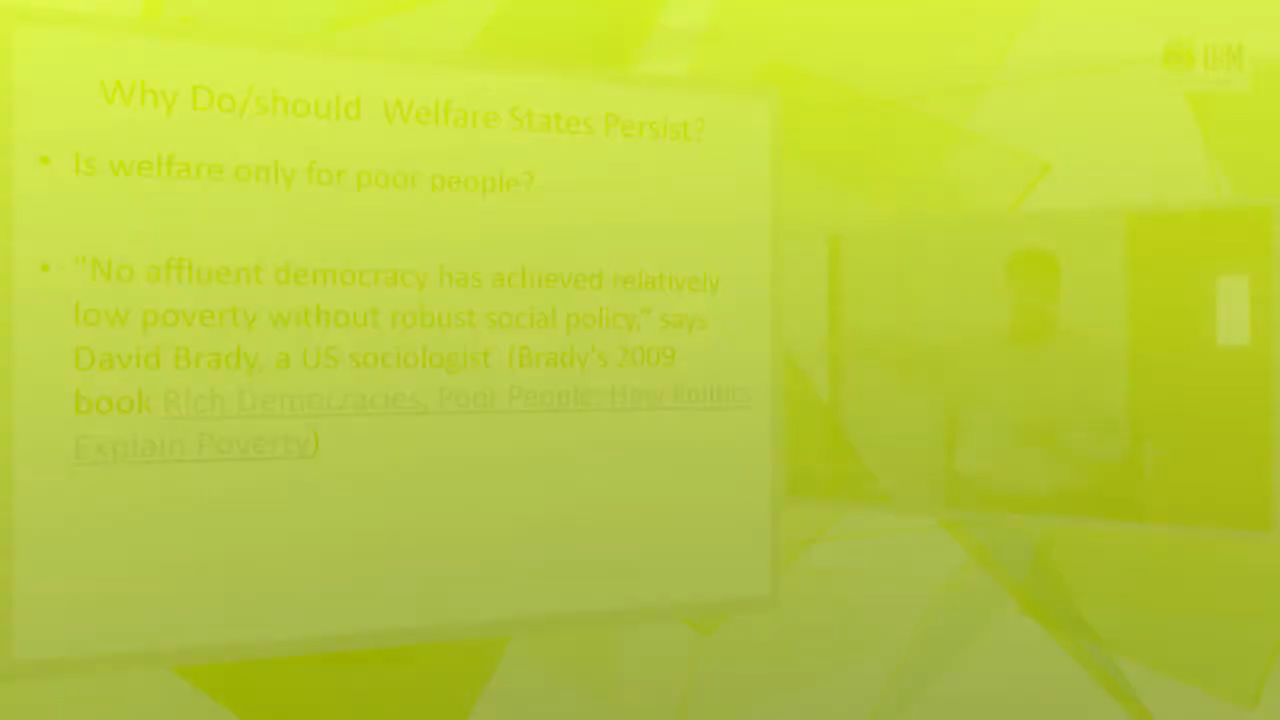 Why Do/should Welfare States Persist?
• Is welfare only for poor people?
• "No affluent democracy has achieved relatively
low poverty without robust social policy," says
David Brady, a US sociologist (Brady's 2009
book Rich Democracies, Poor People: How Politics
Explain Poverty)